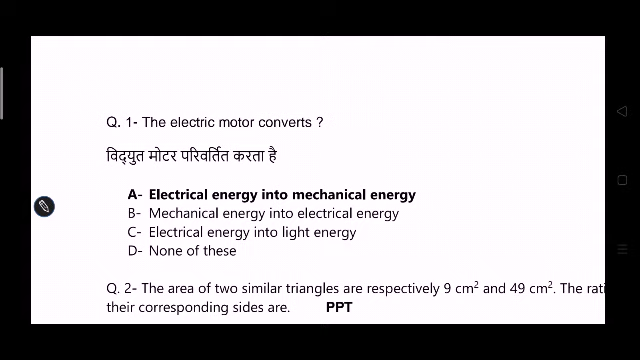 Q. 1- The electric motor converts ?
विद्युत मोटर परिवर्तित करता है
A- Electrical energy into mechanical energy
B- Mechanical energy into electrical energy
C- Electrical energy into light energy
D- None of these
Q. 2- The area of two similar triangles are respectively 9 cm² and 49 cm². The rati
their corresponding sides are. PPT